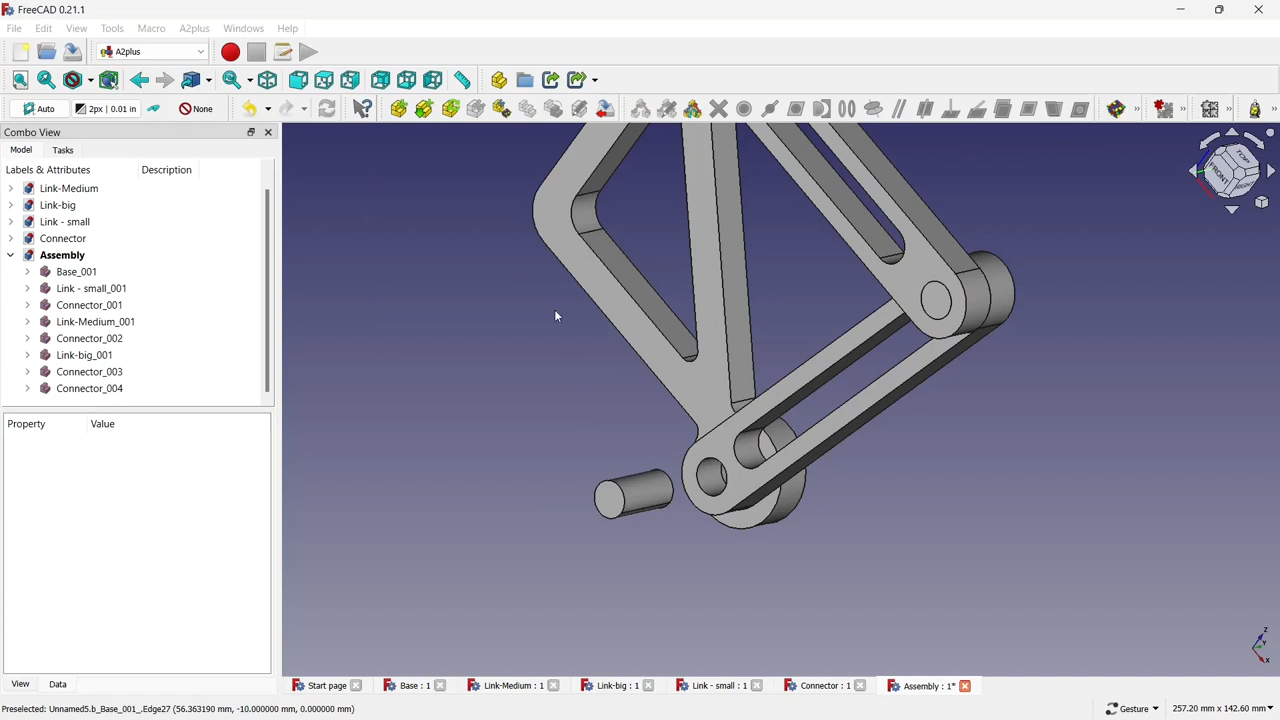 FreeCAD 0.21.1
File Edit View Tools Macro A2plus Windows Help
A2plus
Auto 2px | 0.01 in None
Combo View
Model Tasks
Labels & Attributes Description
Link-Medium
Link-big
Link - small
Connector
Assembly
Base_001
Link - small_001
Connector_001
Link-Medium_001
Connector_002
Link-big_001
Connector_003
Connector_004
Property Value
FRONT TOP
Z
Y
X
View Data
Start page Base : 1 Link-Medium : 1 Link-big : 1 Link - small : 1 Connector : 1 Assembly : 1*
Preselected: Unnamed5.b_Base_001_.Edge27 (56.363190 mm, -10.000000 mm, 0.000000 mm) Gesture 257.20 mm x 142.60 mm